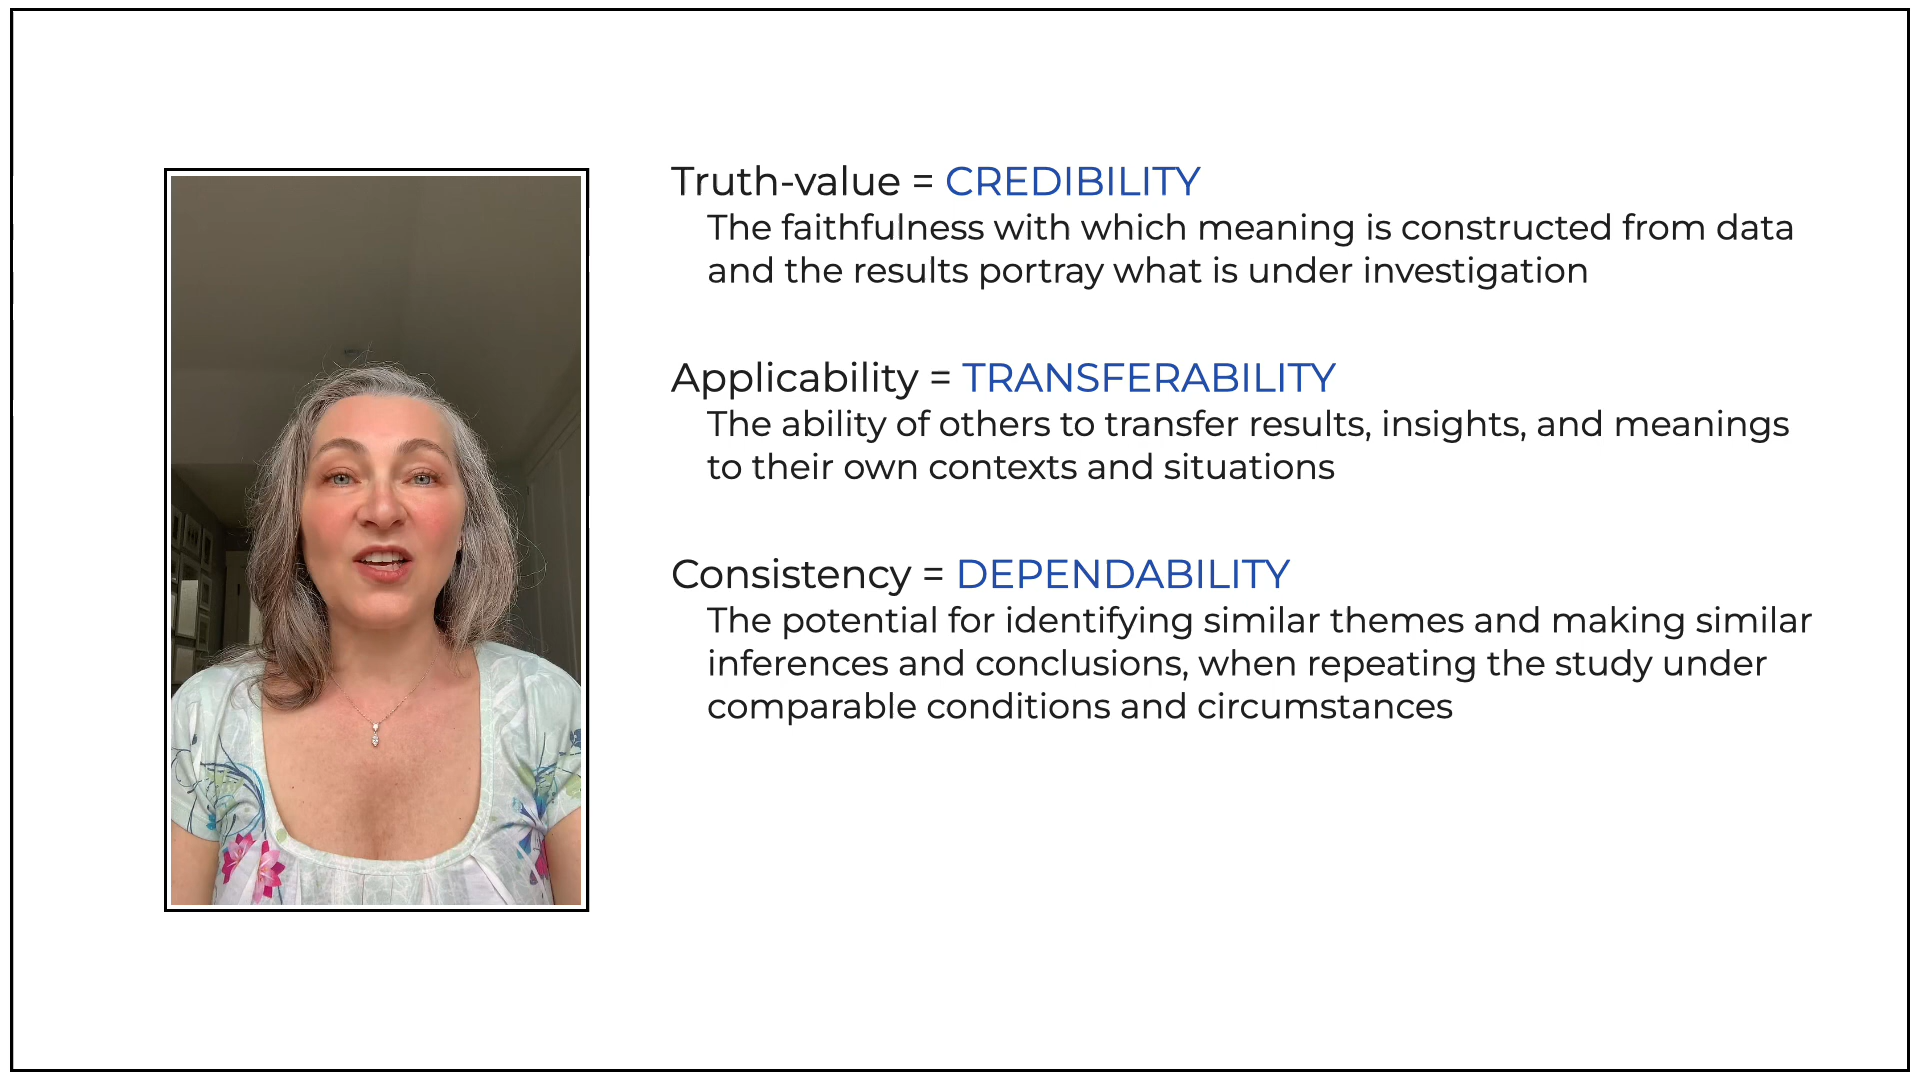 Truth-value = CREDIBILITY
The faithfulness with which meaning is constructed from data
and the results portray what is under investigation
Applicability = TRANSFERABILITY
The ability of others to transfer results, insights, and meanings
to their own contexts and situations
Consistency = DEPENDABILITY
The potential for identifying similar themes and making similar
inferences and conclusions, when repeating the study under
comparable conditions and circumstances